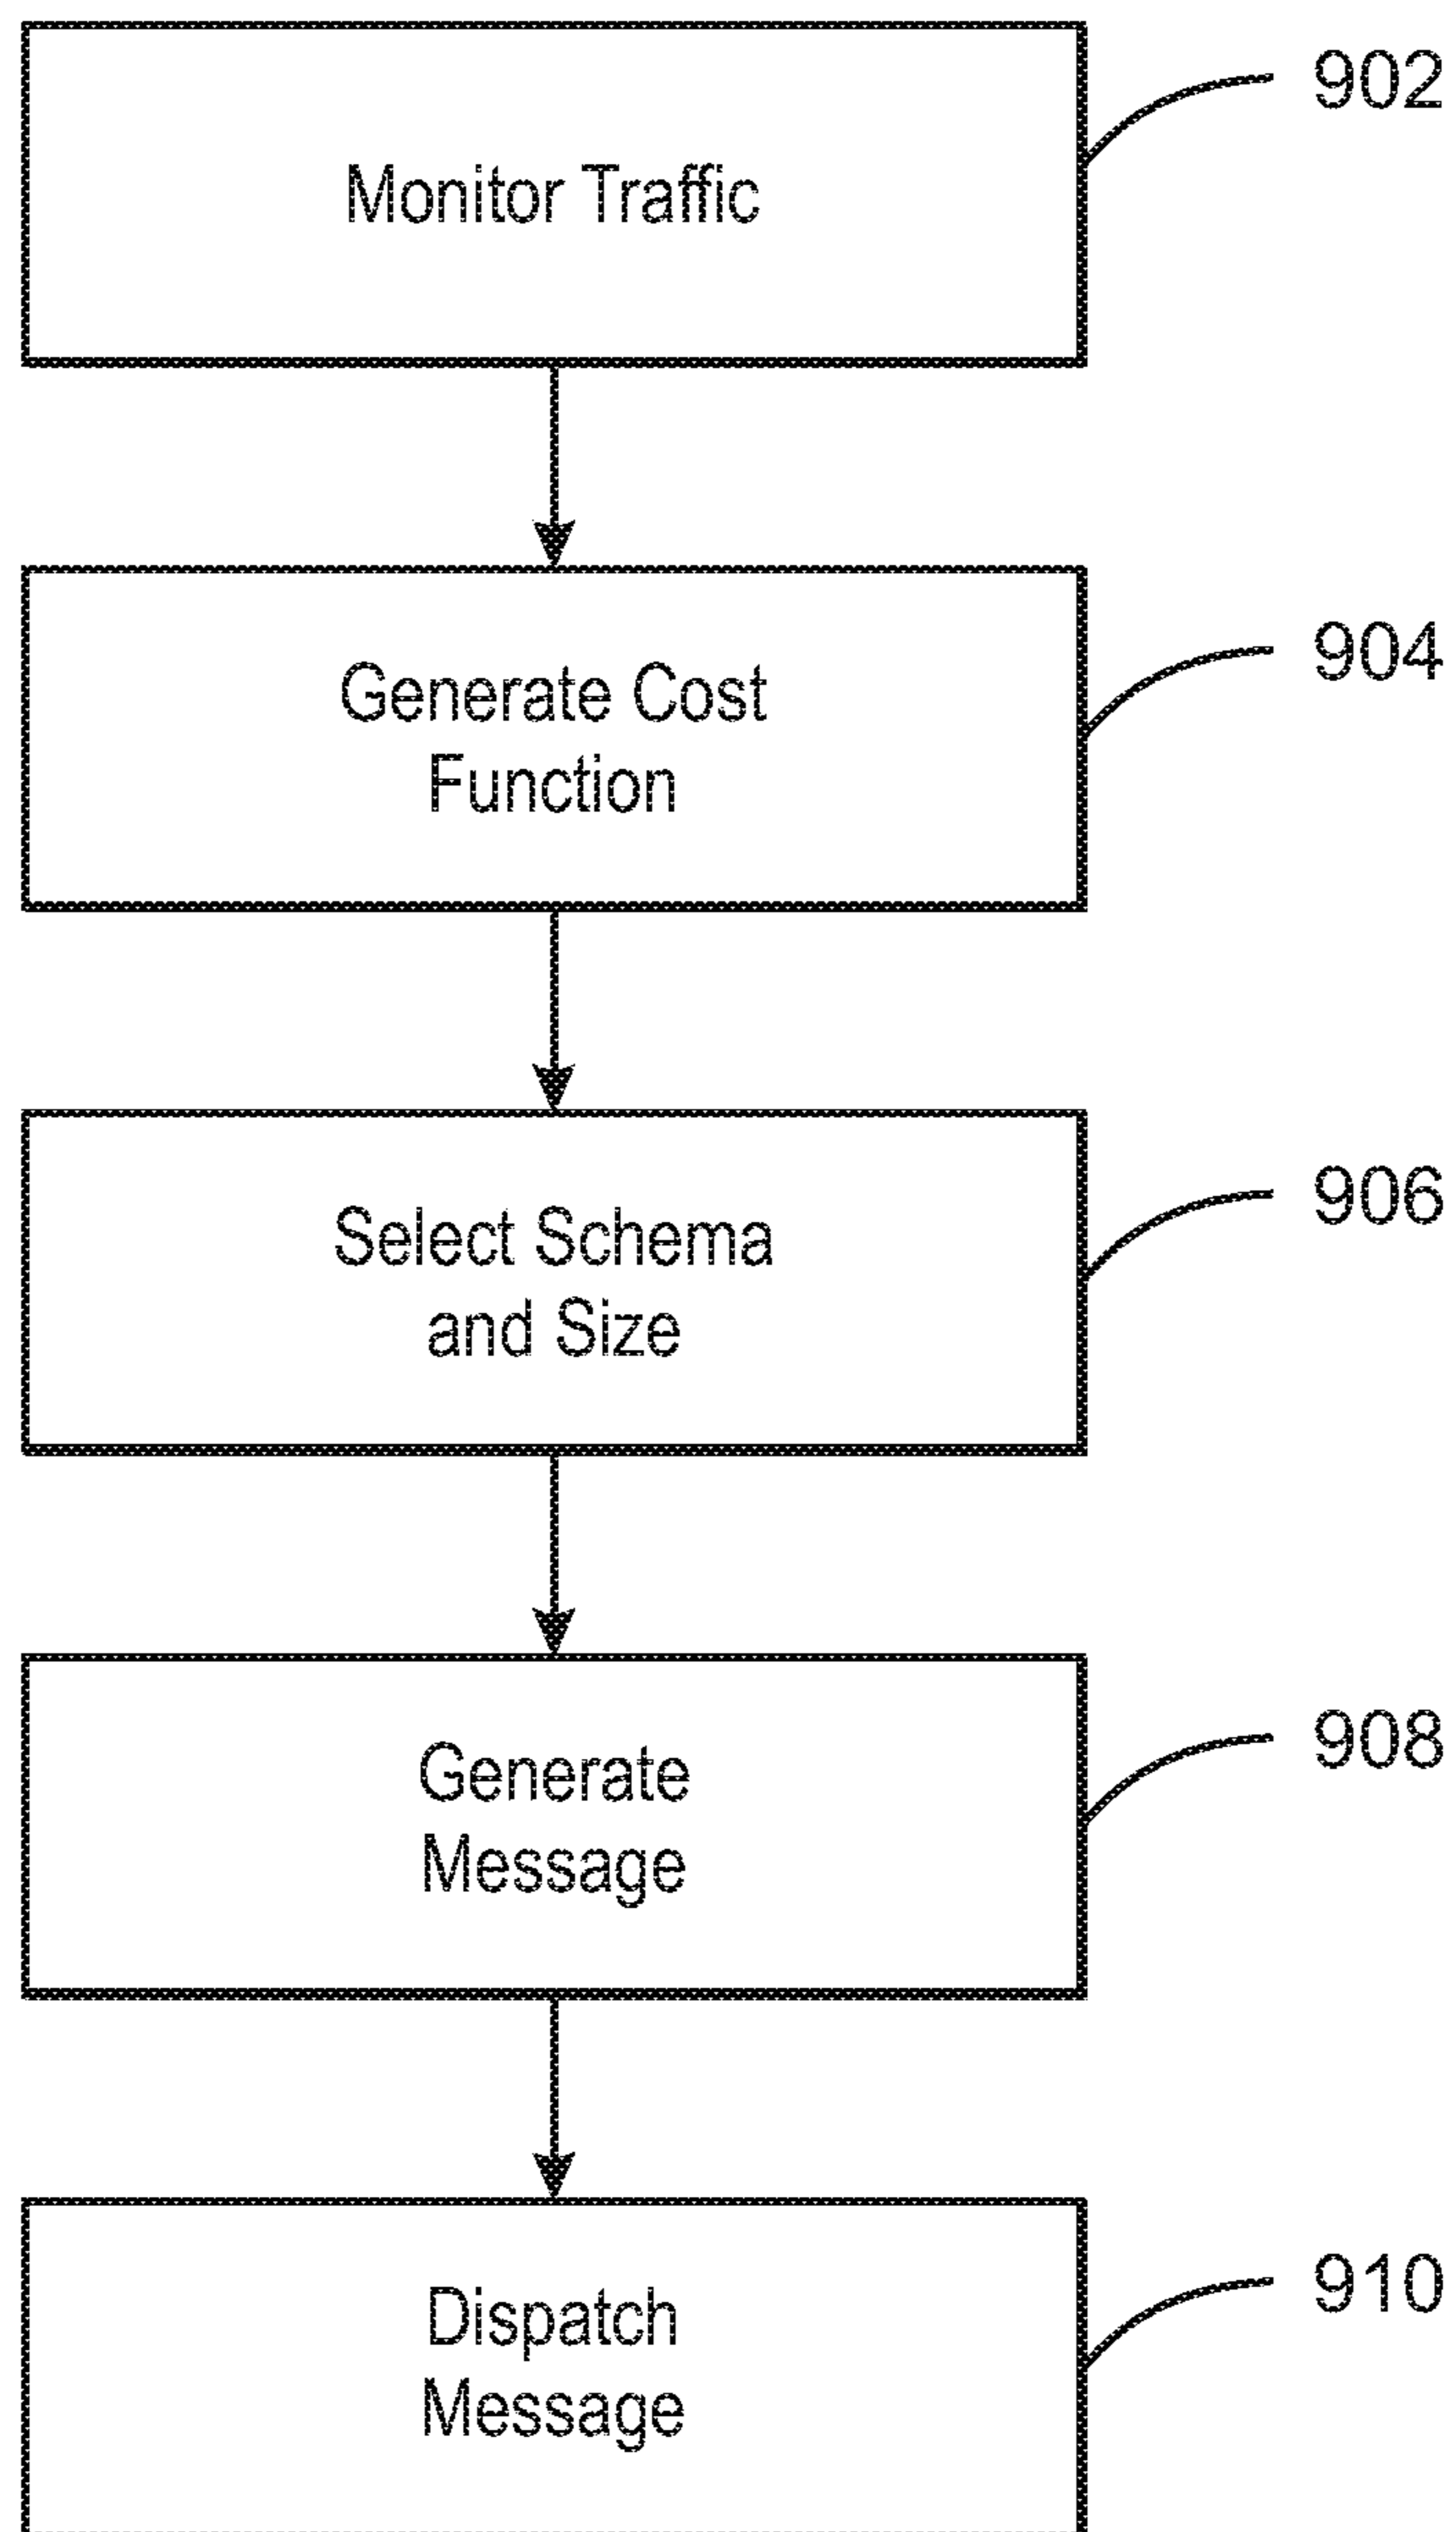 Monitor Traffic
902
Generate Cost
Function
904
Select Schema
and Size
906
Generate
Message
908
Dispatch
Message
910